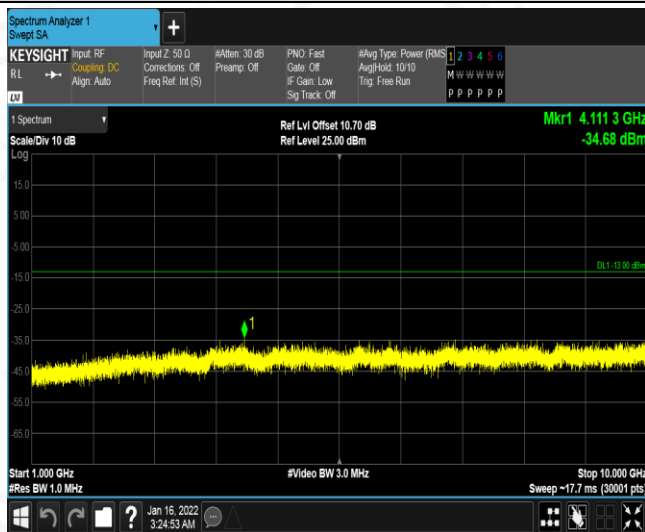 Spectrum Analyzer 1
Swept SA
+
KEYSIGHT
RL
LXI
Input: RF
Coupling: DC
Align: Auto
Input Z: 50 Ω
Corrections: Off
Freq Ref: Int (S)
#Atten: 30 dB
Preamp: Off
PNO: Fast
Gate: Off
IF Gain: Low
Sig Track: Off
#Avg Type: Power (RMS
Avg|Hold: 10/10
Trig: Free Run
1 2 3 4 5 6
M W W W W W
P P P P P P
1 Spectrum
Scale/Div 10 dB
Log
Ref Lvl Offset 10.70 dB
Ref Level 25.00 dBm
Mkr1 4.111 3 GHz
-34.68 dBm
15.0
5.00
-5.00
DL1 -13.00 dBm
-15.0
-25.0
1
-35.0
-45.0
-55.0
-65.0
Start 1.000 GHz
#Res BW 1.0 MHz
#Video BW 3.0 MHz
Stop 10.000 GHz
Sweep ~17.7 ms (30001 pts)
?
Jan 16, 2022
3:24:53 AM